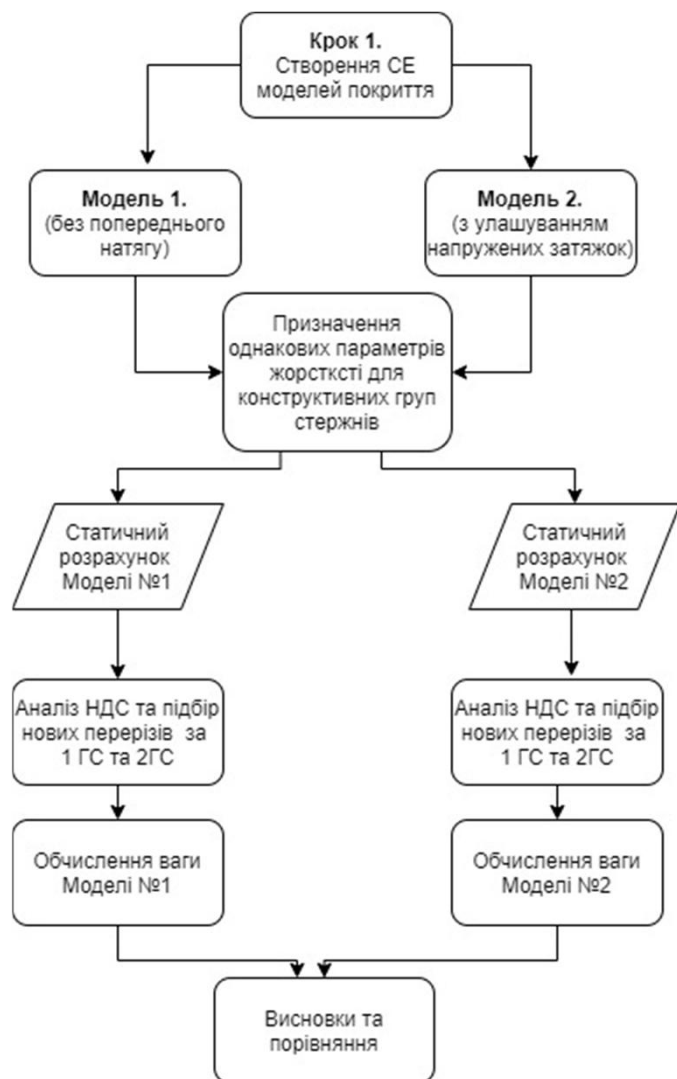 Крок 1.
Створення СЕ
моделей покриття
Модель 1.
(без попереднього
натягу)
Модель 2.
(з улашуванням
напружених затяжок)
Призначення
однакових параметрів
жорстксті для
конструктивних груп
стержнів
Статичний
розрахунок
Моделі №1
Статичний
розрахунок
Моделі №2
Аналіз НДС та підбір
нових перерізів за
1 ГС та 2ГС
Аналіз НДС та підбір
нових перерізів за
1 ГС та 2ГС
Обчислення ваги
Моделі №1
Обчислення ваги
Моделі №2
Висновки та
порівняння